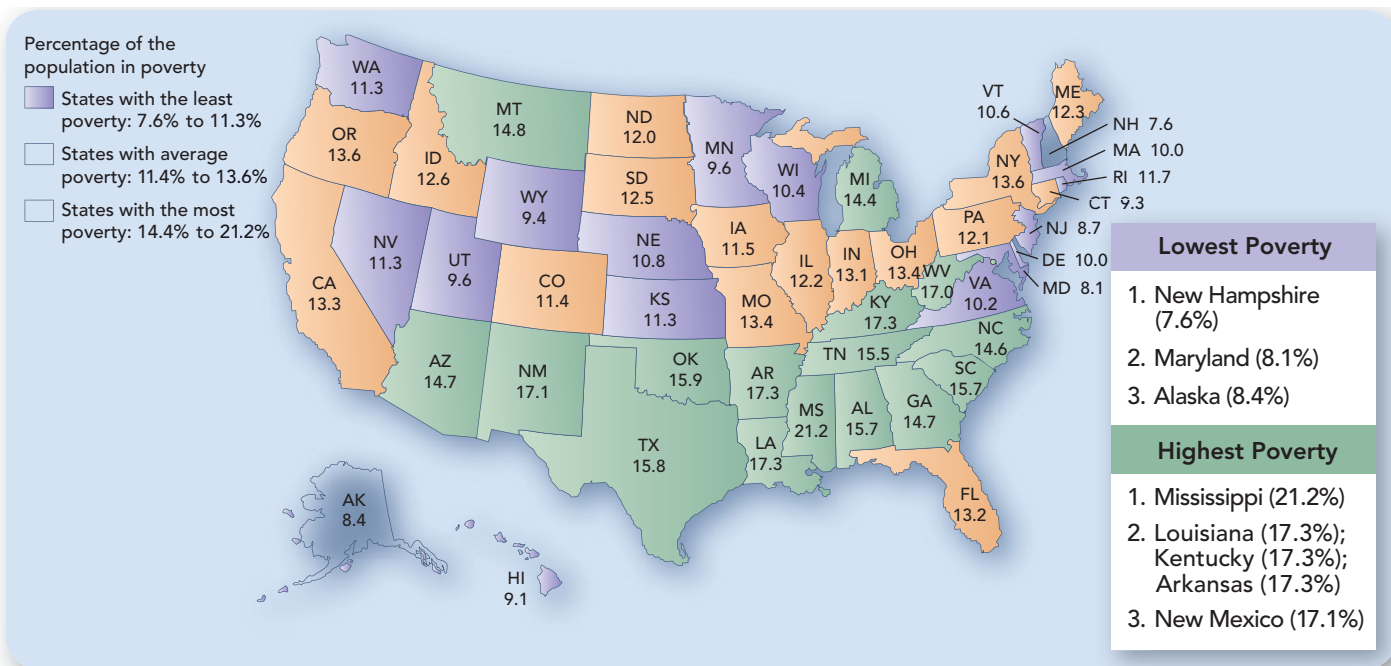 Percentage of the
population in poverty
States with the least
poverty: 7.6% to 11.3%
States with average
poverty: 11.4% to 13.6%
States with the most
poverty: 14.4% to 21.2%
WA
11.3
OR
13.6
CA
13.3
ID
12.6
NV
11.3
MT
14.8
WY
9.4
UT
9.6
AZ
14.7
CO
11.4
NM
17.1
ND
12.0
SD
12.5
NE
10.8
KS
11.3
OK
15.9
TX
15.8
MN
9.6
IA
11.5
MO
13.4
AR
17.3
LA
17.3
WI
10.4
IL
12.2
MI
14.4
IN
13.1
OH
13.4
KY
17.3
TN 15.5
MS
21.2
AL
15.7
GA
14.7
FL
13.2
SC
15.7
NC
14.6
VA
10.2
WV
17.0
PA
12.1
NY
13.6
VT
10.6
ME
12.3
NH 7.6
MA 10.0
RI 11.7
CT 9.3
NJ 8.7
DE 10.0
MD 8.1
AK
8.4
HI
9.1
Lowest Poverty
1. New Hampshire
(7.6%)
2. Maryland (8.1%)
3. Alaska (8.4%)
Highest Poverty
1. Mississippi (21.2%)
2. Louisiana (17.3%);
Kentucky (17.3%);
Arkansas (17.3%)
3. New Mexico (17.1%)